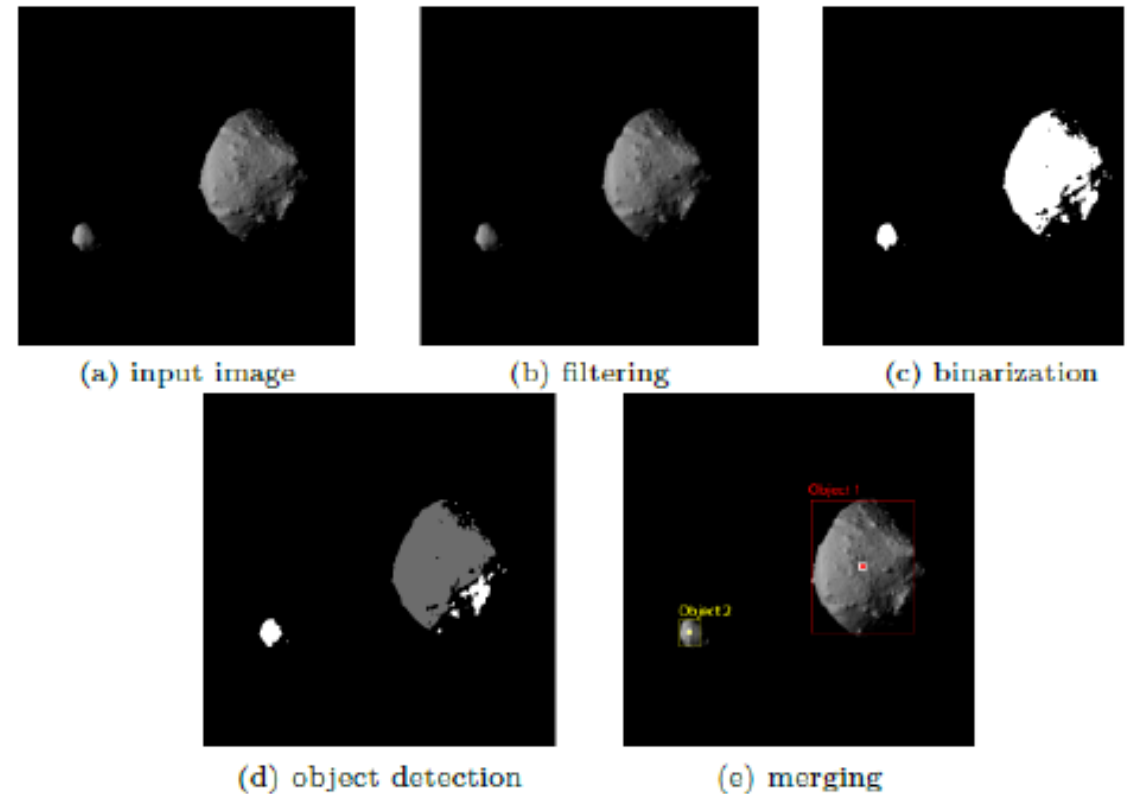 (a) input image
(b) filtering
(c) binarization
Object 1
Object 2
(d) object detection
(e) merging